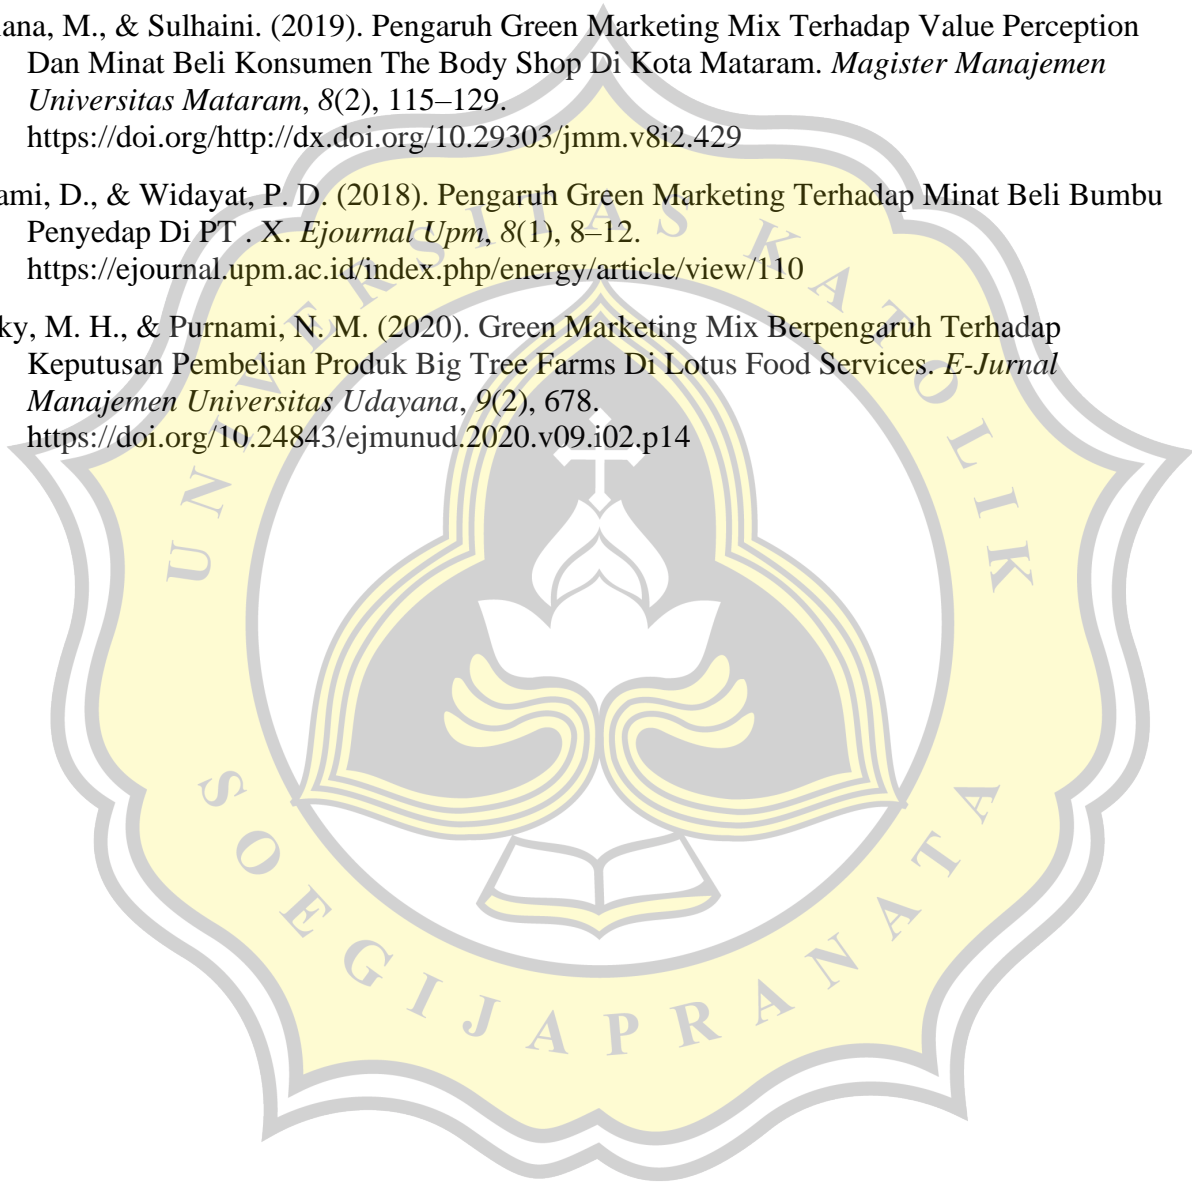 ana, M., & Sulhaini. (2019). Pengaruh Green Marketing Mix Terhadap Value Perception
Dan Minat Beli Konsumen The Body Shop Di Kota Mataram. Magister Manajemen
Universitas Mataram, 8(2), 115–129.
https://doi.org/http://dx.doi.org/10.29303/jmm.v8i2.429
ami, D., & Widayat, P. D. (2018). Pengaruh Green Marketing Terhadap Minat Beli Bumbu
Penyedap Di PT . X. Ejournal Upm, 8(1), 8–12.
https://ejournal.upm.ac.id/index.php/energy/article/view/110
ky, M. H., & Purnami, N. M. (2020). Green Marketing Mix Berpengaruh Terhadap
Keputusan Pembelian Produk Big Tree Farms Di Lotus Food Services. E-Jurnal
Manajemen Universitas Udayana, 9(2), 678.
https://doi.org/10.24843/ejmunud.2020.v09.i02.p14
UNIVERSITAS KATOLIK
SOEGIJAPRANATA